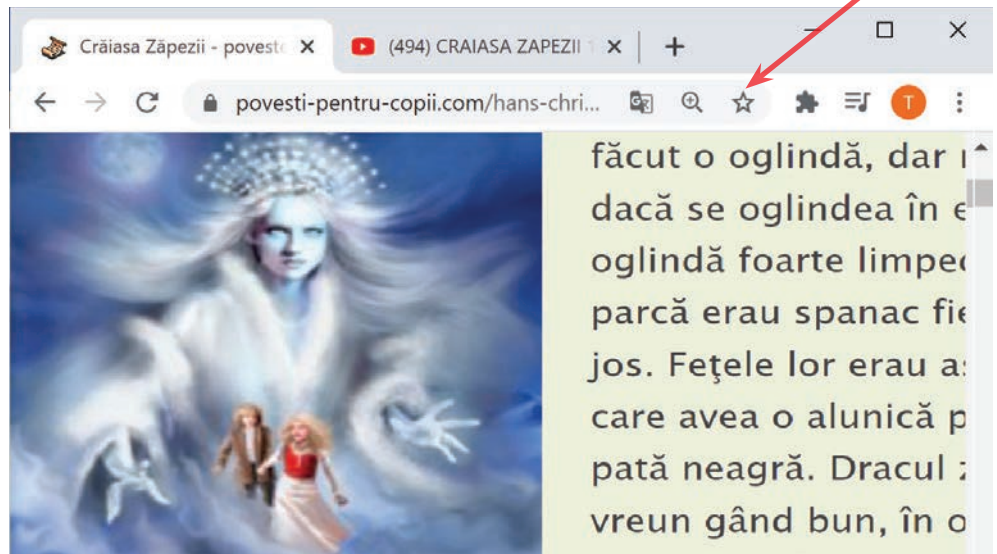 Crăiasa Zăpezii - poveste
(494) CRAIASA ZAPEZII
povesti-pentru-copii.com/hans-chri...
T
făcut o oglindă, dar
dacă se oglindea în
oglindă foarte limpe
parcă erau spanac fie
jos. Feţele lor erau
care avea o alunică p
pată neagră. Dracul
vreun gând bun, în o